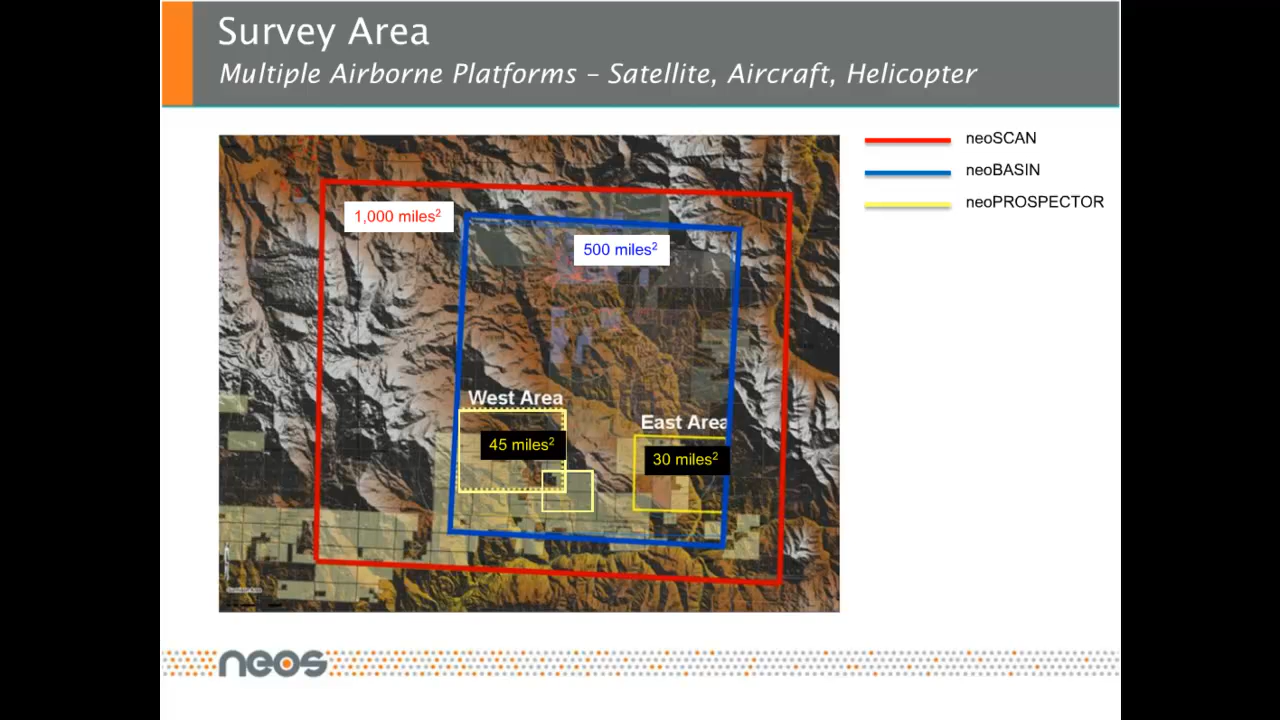 Survey Area
Multiple Airborne Platforms – Satellite, Aircraft, Helicopter
neoSCAN
neoBASIN
neoPROSPECTOR
1,000 miles²
500 miles²
West Area
45 miles²
East Area
30 miles²
neos